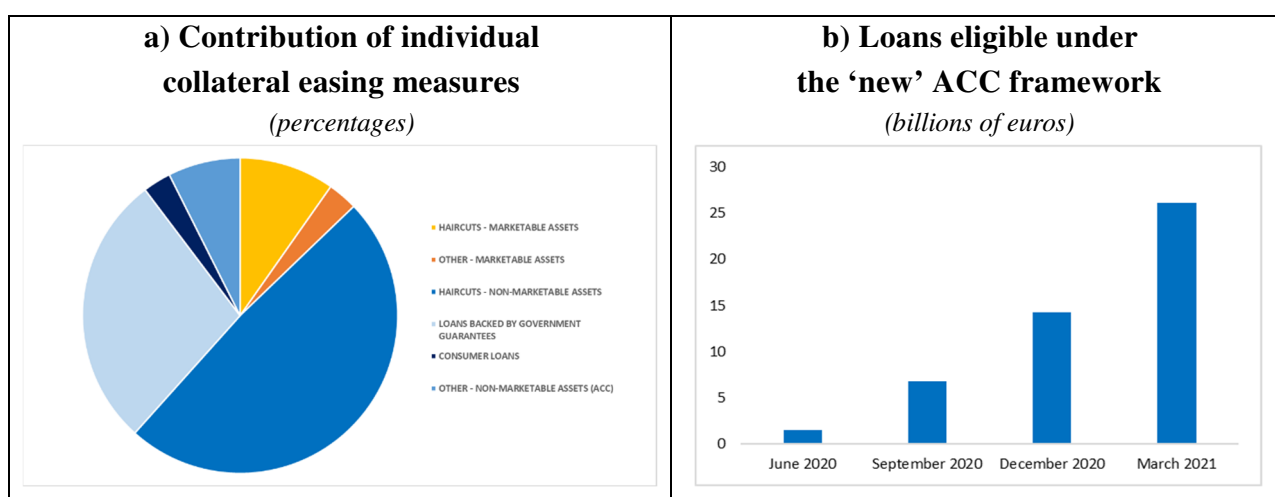 a) Contribution of individual
collateral easing measures
(percentages)
HAIRCUTS - MARKETABLE ASSETS
OTHER - MARKETABLE ASSETS
HAIRCUTS - NON-MARKETABLE ASSETS
LOANS BACKED BY GOVERNMENT
GUARANTEES
CONSUMER LOANS
OTHER - NON-MARKETABLE ASSETS (ACC)
b) Loans eligible under
the ‘new’ ACC framework
(billions of euros)
30
25
20
15
10
5
0
June 2020 September 2020 December 2020 March 2021